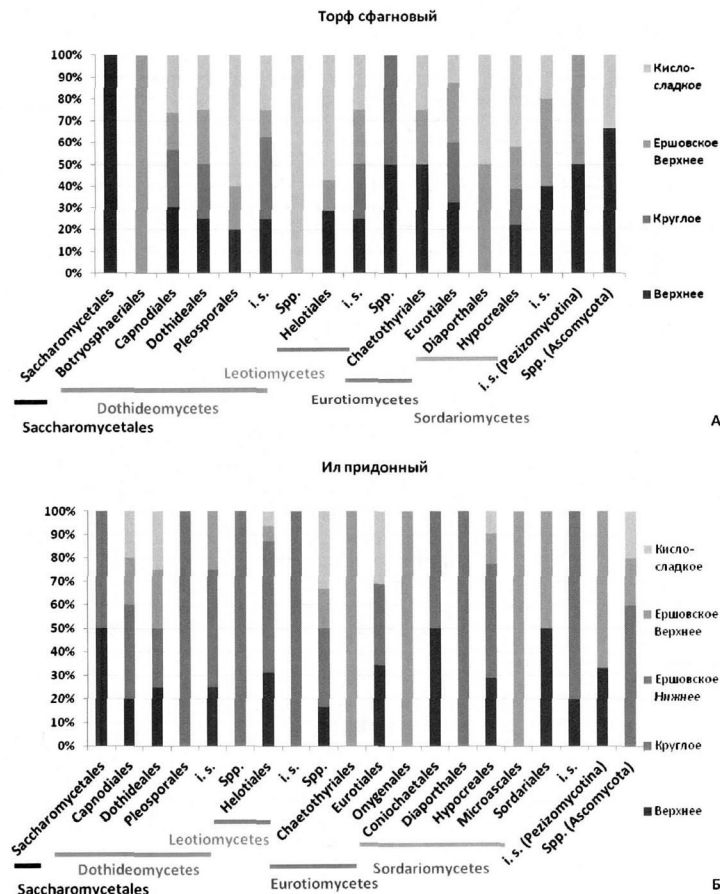 Торф сфагновый
100%
90%
80%
70%
60%
50%
40%
30%
20%
10%
0%
Кисло-
сладкое
Ершовское
Верхнее
Круглое
Верхнее
Saccharomycetales
Botryosphaeriales
Capnodiales
Dothideales
Pleosporales
i. s.
Spp.
Helotiales
i. s.
Spp.
Chaetothyriales
Eurotiales
Diaporthales
Hypocreales
i. s.
i. s. (Pezizomycotina)
Spp. (Ascomycota)
Leotiomycetes
Eurotiomycetes
Dothideomycetes
Sordariomycetes
Saccharomycetales
А
Ил придонный
100%
90%
80%
70%
60%
50%
40%
30%
20%
10%
0%
Кисло-
сладкое
Ершовское
Верхнее
Ершовское
Нижнее
Круглое
Верхнее
Saccharomycetales
Capnodiales
Dothideales
Pleosporales
i. s.
Spp.
Helotiales
i. s.
Spp.
Chaetothyriales
Eurotiales
Onygenales
Coniochaetales
Diaporthales
Hypocreales
Microascales
Sordariales
i. s.
i. s. (Pezizomycotina)
Spp. (Ascomycota)
Leotiomycetes
Dothideomycetes
Sordariomycetes
Eurotiomycetes
Saccharomycetales
Б